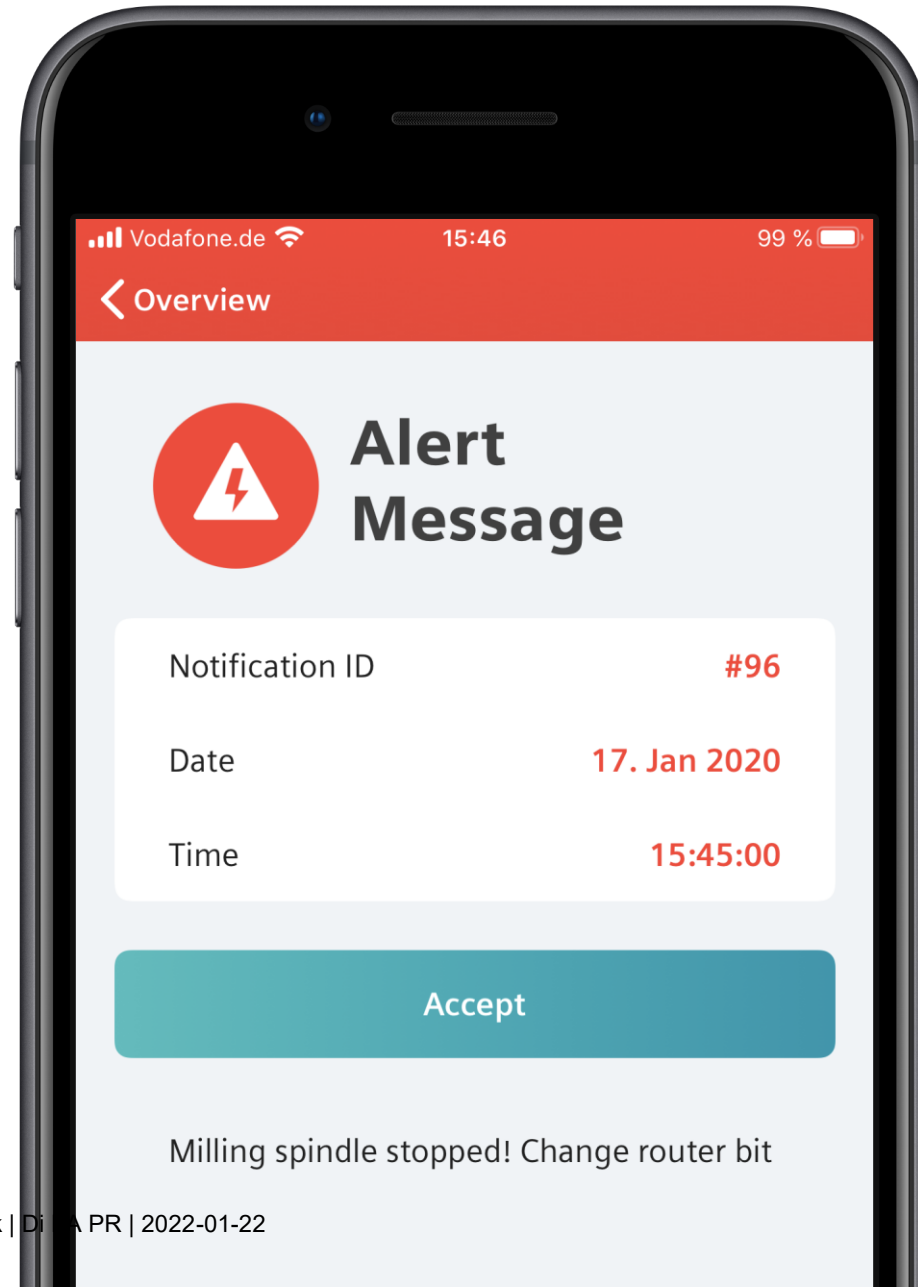 Vodafone.de 15:46 99 %
Overview
Alert
Message
Notification ID #96
Date 17. Jan 2020
Time 15:45:00
Accept
Milling spindle stopped! Change router bit
| Di A PR | 2022-01-22